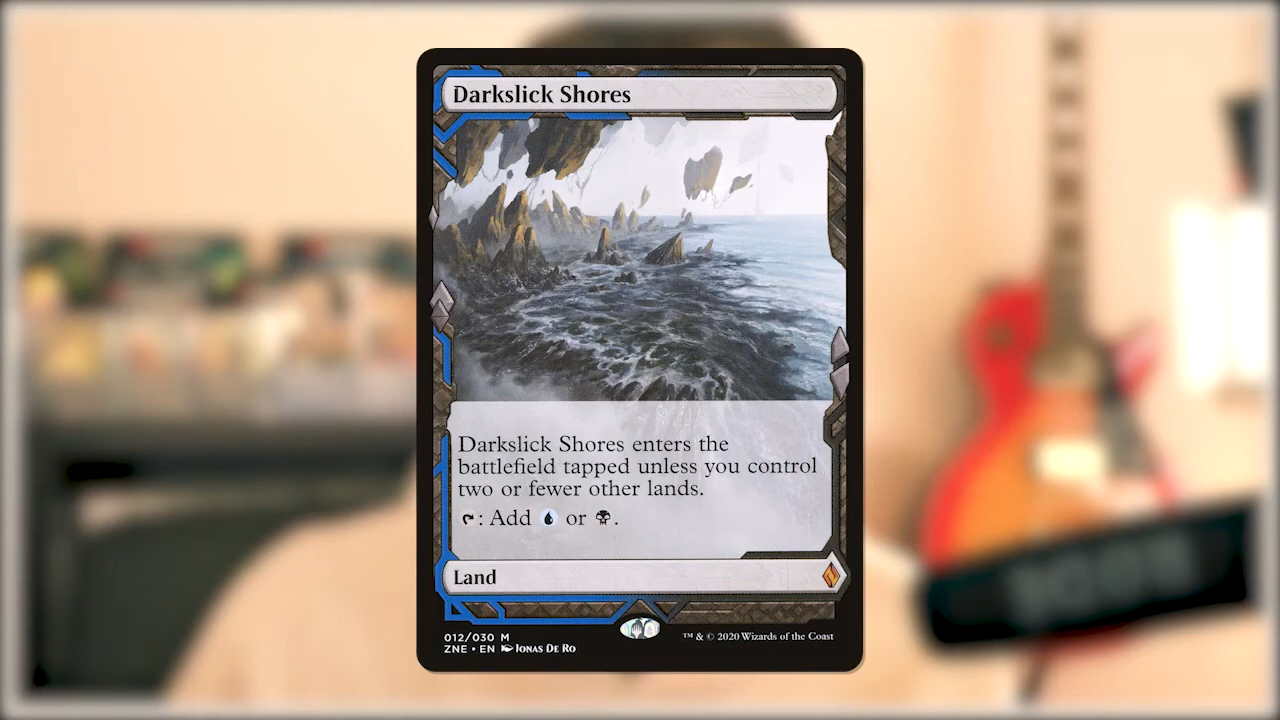 Darkslick Shores
Darkslick Shores enters the
battlefield tapped unless you control
two or fewer other lands.
: Add or .
Land
012/030 M
ZNE • EN Jonas De Ro
™ & © 2020 Wizards of the Coast